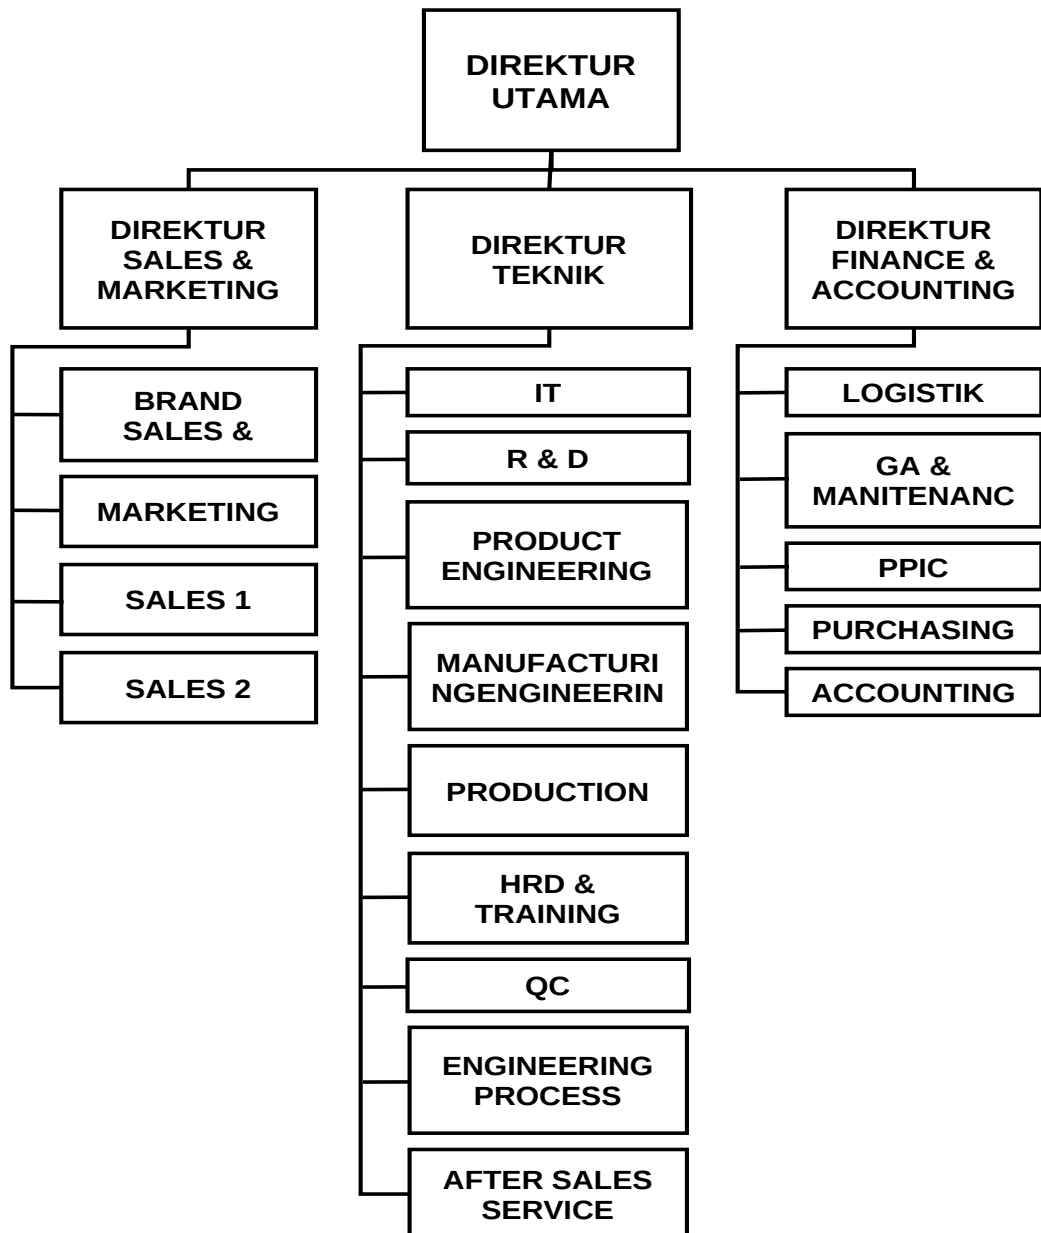 DIREKTUR
UTAMA
DIREKTUR
SALES &
MARKETING
DIREKTUR
TEKNIK
DIREKTUR
FINANCE &
ACCOUNTING
BRAND
SALES &
MARKETING
SALES 1
SALES 2
IT
R & D
PRODUCT
ENGINEERING
MANUFACTURI
NGENGINEERIN
PRODUCTION
HRD &
TRAINING
QC
ENGINEERING
PROCESS
AFTER SALES
SERVICE
LOGISTIK
GA &
MANITENANC
PPIC
PURCHASING
ACCOUNTING